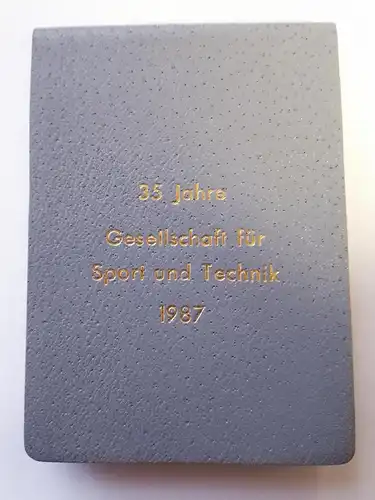 35 Jahre
Gesellschaft für
Sport und Technik
1987